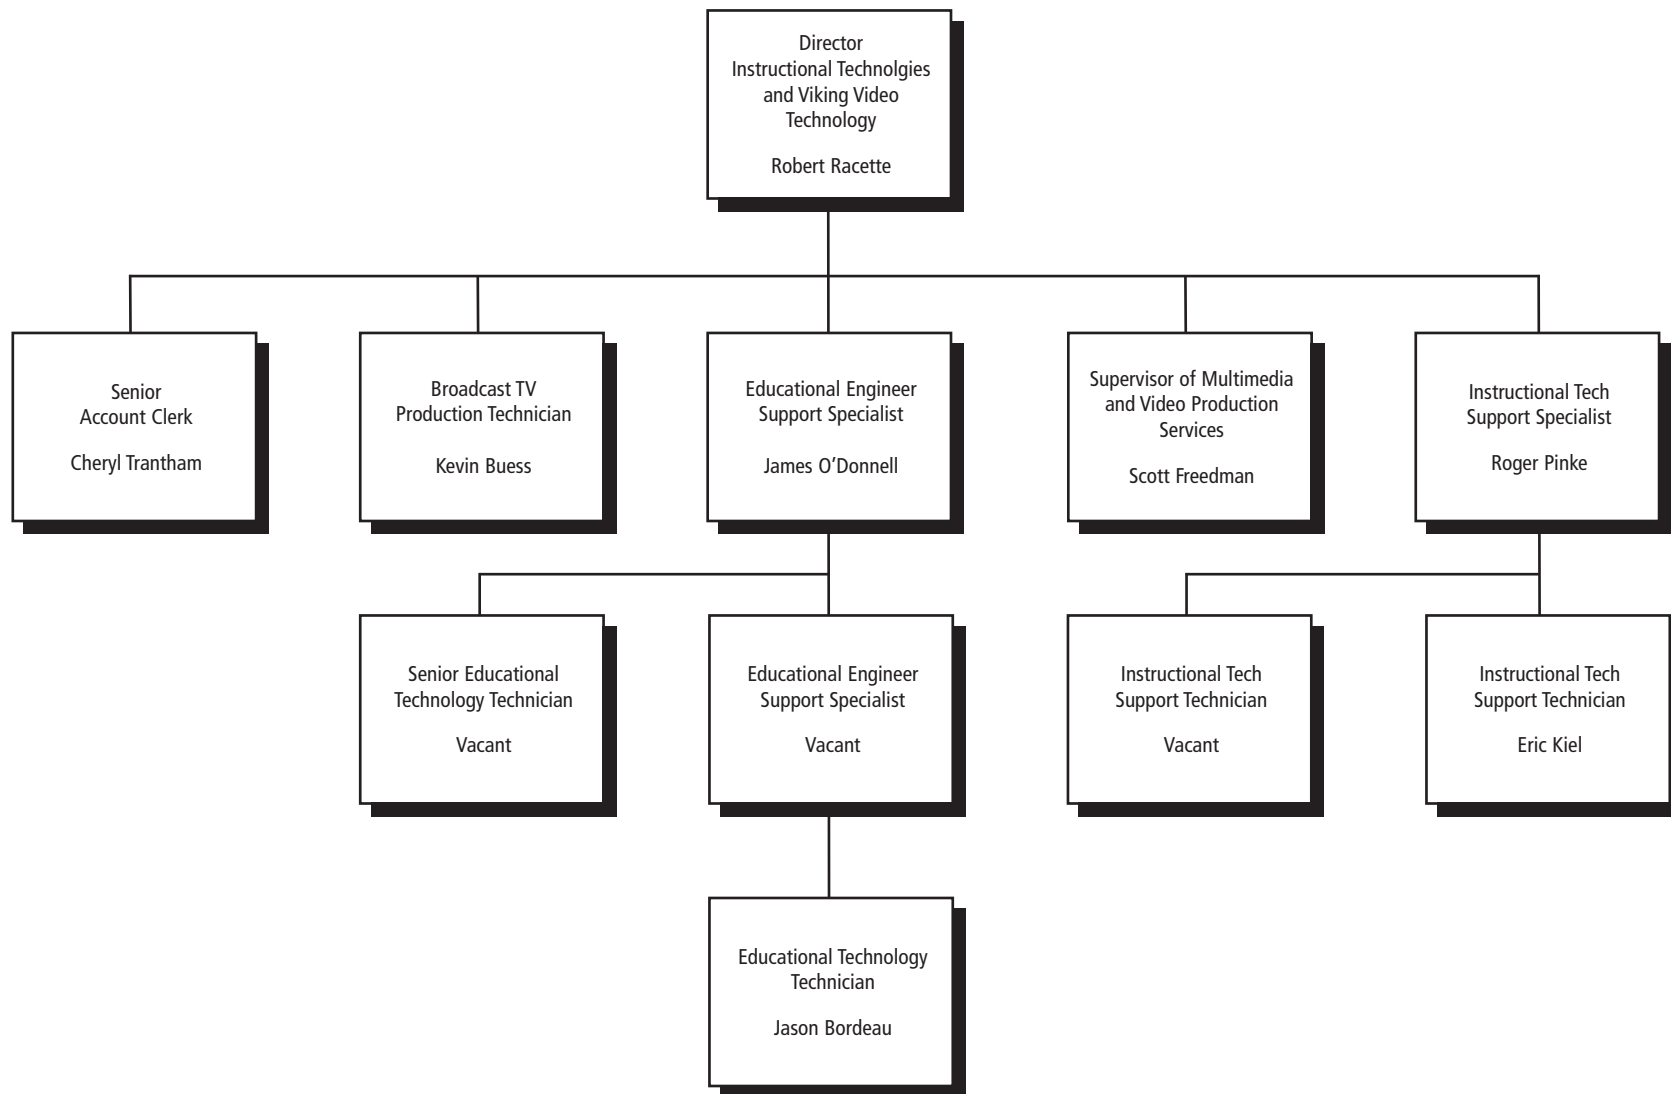 Director
Instructional Technolgies
and Viking Video
Technology
Robert Racette
Senior
Account Clerk
Cheryl Trantham
Broadcast TV
Production Technician
Kevin Buess
Educational Engineer
Support Specialist
James O’Donnell
Supervisor of Multimedia
and Video Production
Services
Scott Freedman
Instructional Tech
Support Specialist
Roger Pinke
Senior Educational
Technology Technician
Vacant
Educational Engineer
Support Specialist
Vacant
Instructional Tech
Support Technician
Vacant
Instructional Tech
Support Technician
Eric Kiel
Educational Technology
Technician
Jason Bordeau